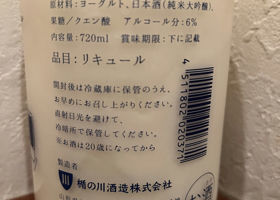 原材料:ヨーグルト、日本酒(純米大吟醸)、
果糖/クエン酸 アルコール分:6%
内容量:720ml 賞味期限:下に記載
品目:リキュール
開封後は冷蔵庫に保管のうえ、
お早めにお召し上がりください。
直射日光を避けて、
冷暗所で保管してください。
※お酒は20歳になってから
製造者
楯の川酒造株式会社
山形県
4511802020371
お酒